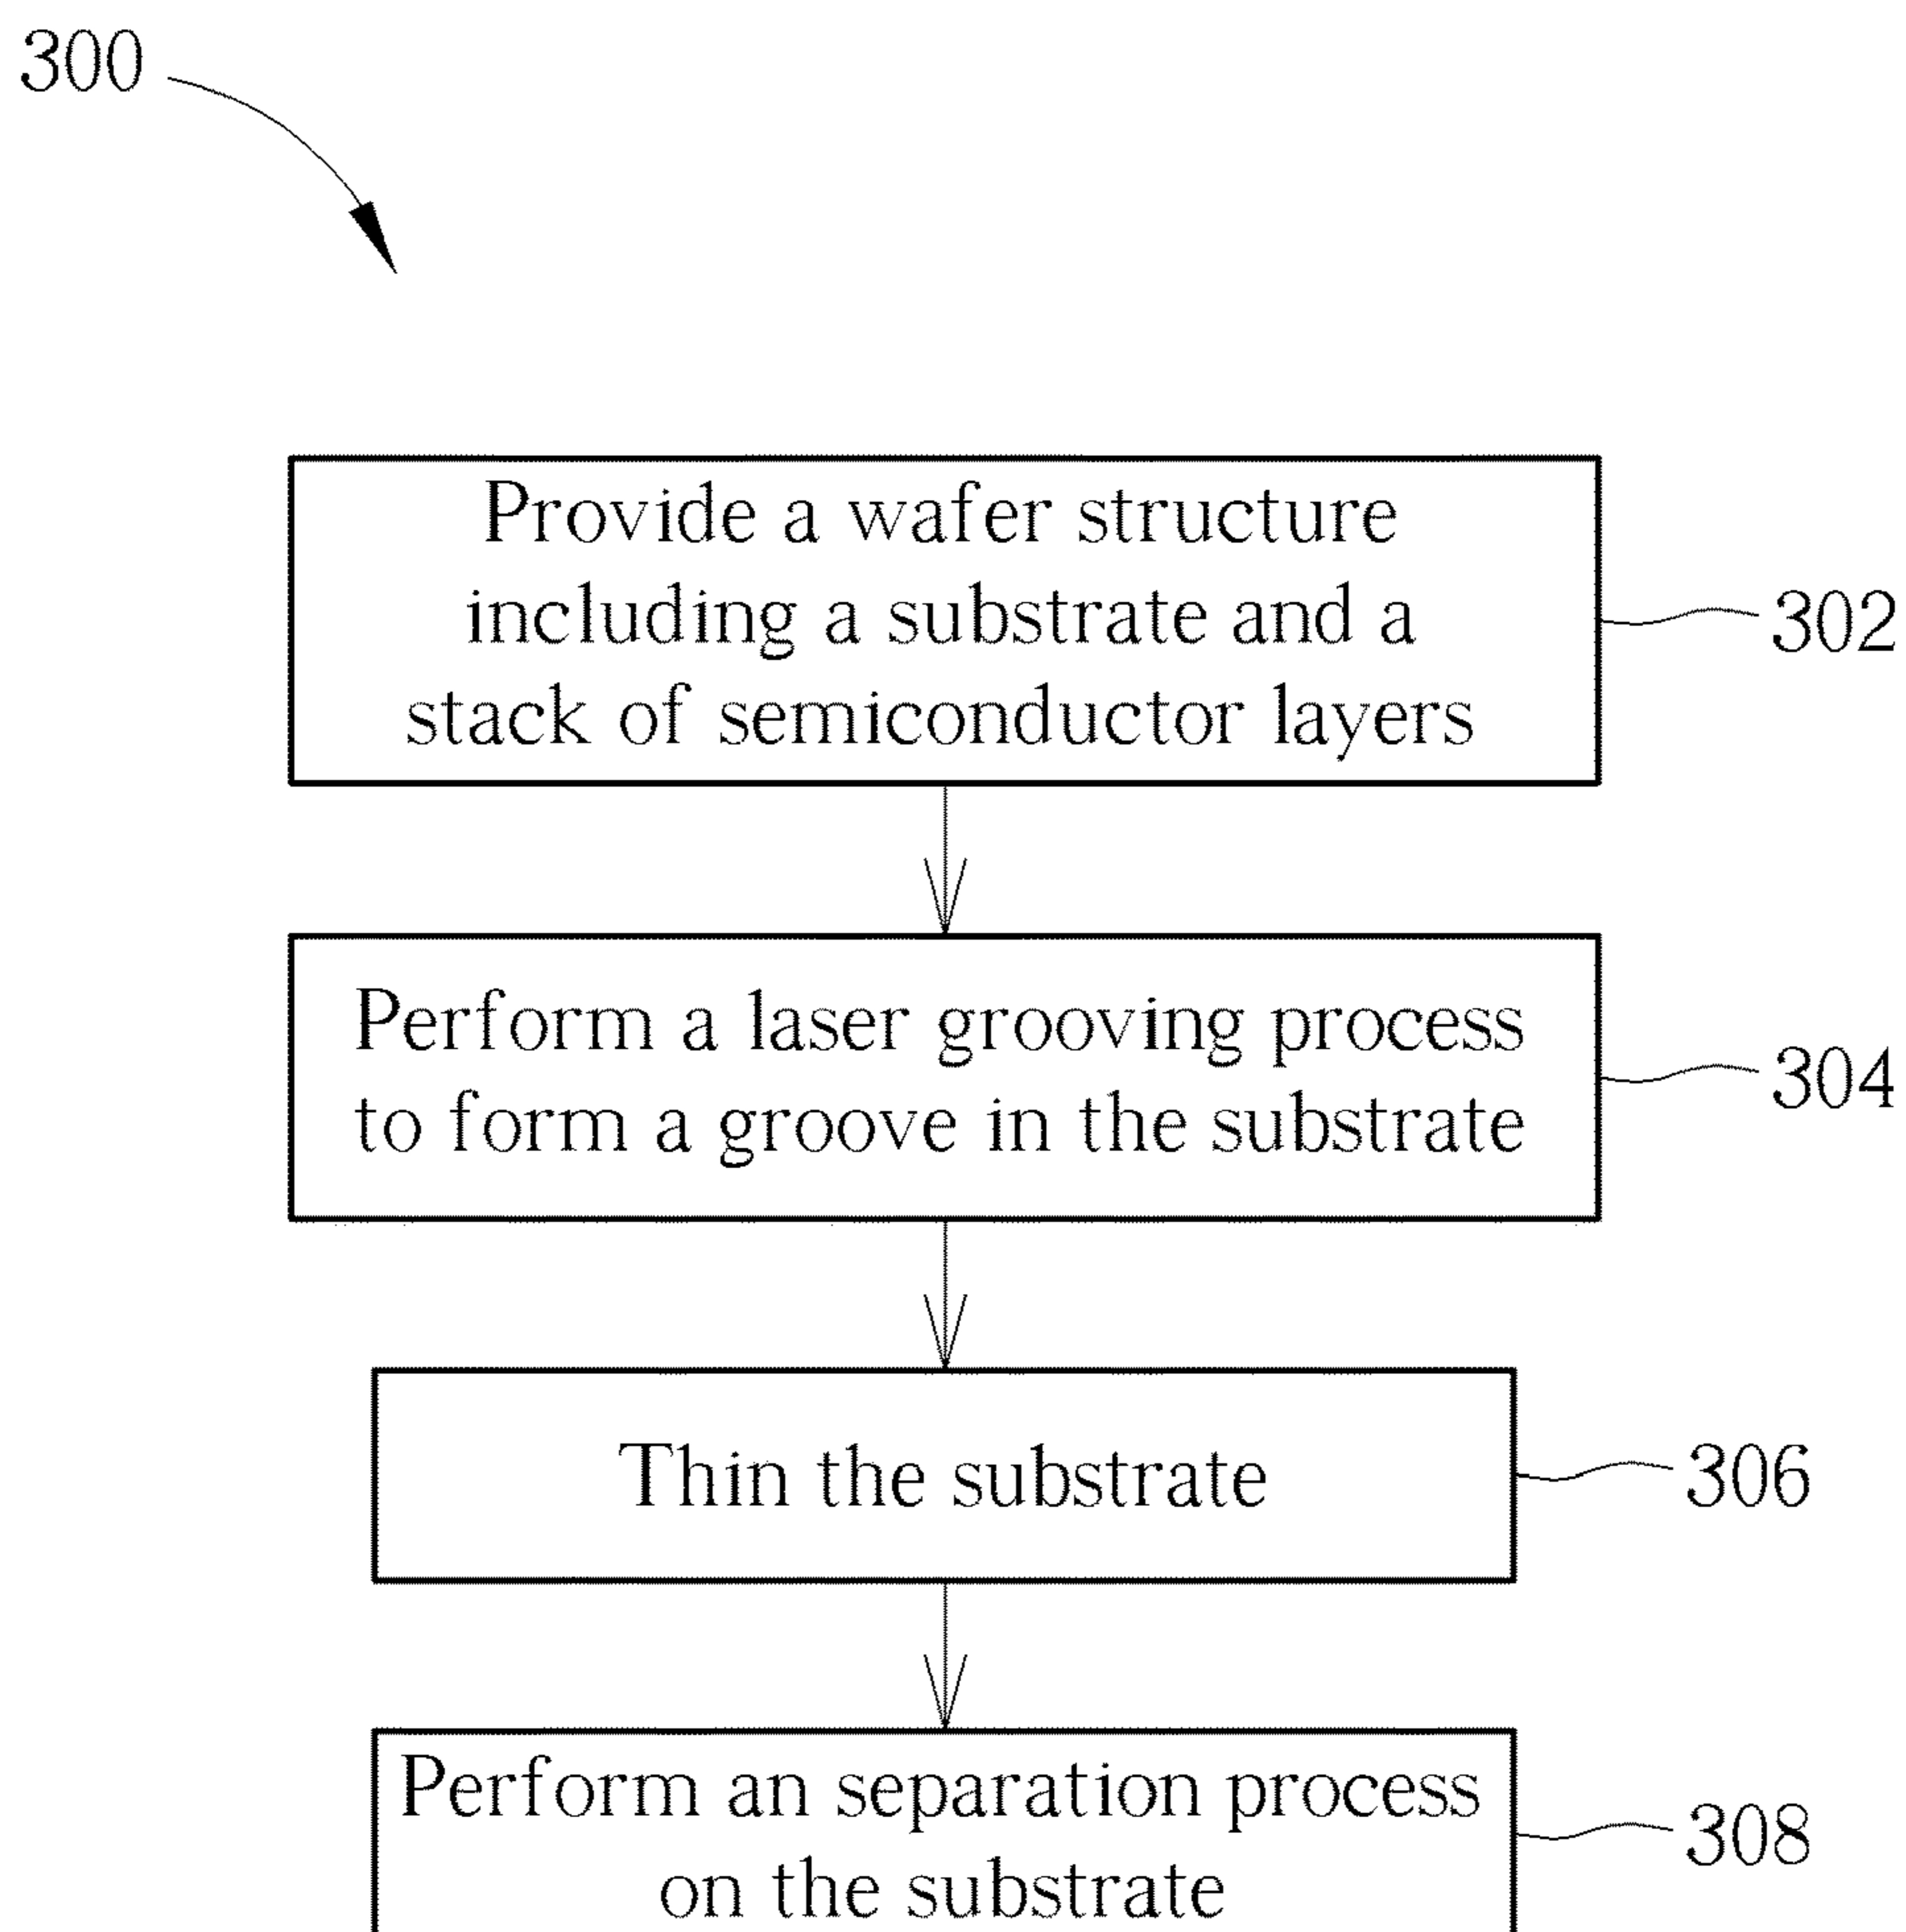 300
Provide a wafer structure
including a substrate and a
stack of semiconductor layers
302
Perform a laser grooving process
to form a groove in the substrate
304
Thin the substrate
306
Perform an separation process
on the substrate
308